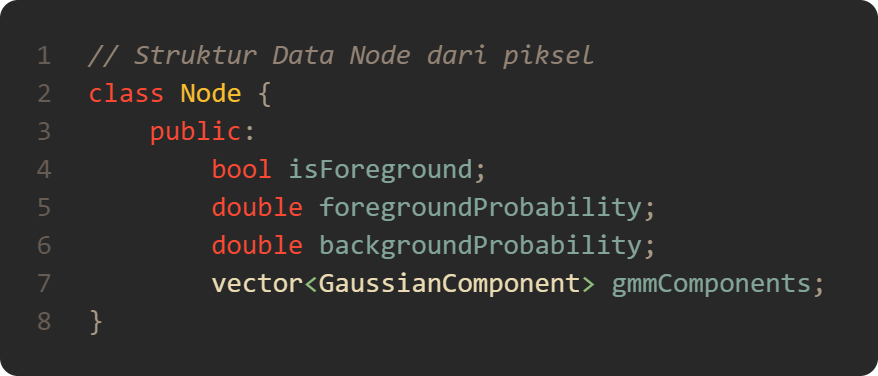 1 // Struktur Data Node dari piksel
2 class Node {
3     public:
4         bool isForeground;
5         double foregroundProbability;
6         double backgroundProbability;
7         vector<GaussianComponent> gmmComponents;
8 }